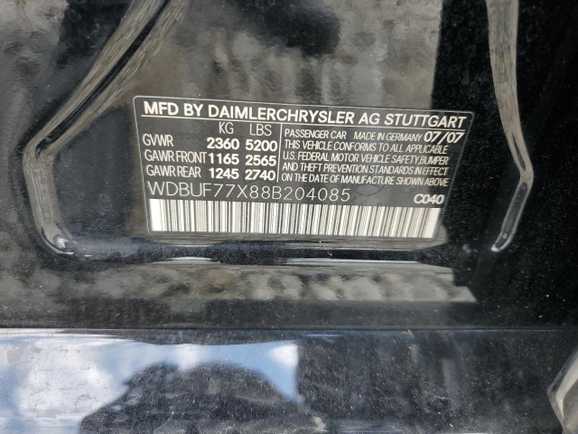 MFD BY DAIMLERCHRYSLER AG STUTTGART
KG LBS
GVWR 2360 5200
GAWR FRONT 1165 2565
GAWR REAR 1245 2740
PASSENGER CAR MADE IN GERMANY 07/07
THIS VEHICLE CONFORMS TO ALL APPLICABLE
U.S. FEDERAL MOTOR VEHICLE SAFETY, BUMPER
AND THEFT PREVENTION STANDARDS IN EFFECT
ON THE DATE OF MANUFACTURE SHOWN ABOVE
WDBUF77X88B204085
C040